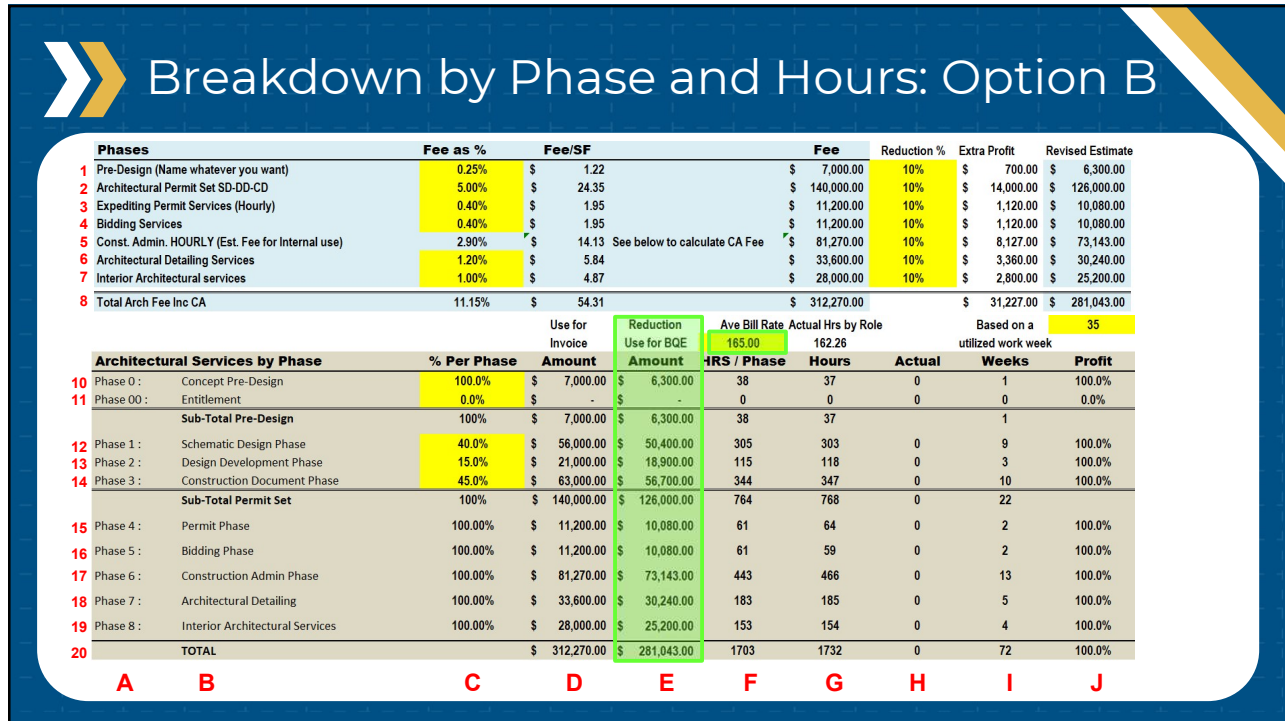 Breakdown by Phase and Hours: Option B
Phases Fee as % Fee/SF Fee Reduction % Extra Profit Revised Estimate
1 Pre-Design (Name whatever you want) 0.25% $ 1.22 $ 7,000.00 10% $ 700.00 $ 6,300.00
2 Architectural Permit Set SD-DD-CD 5.00% $ 24.35 $ 140,000.00 10% $ 14,000.00 $ 126,000.00
3 Expediting Permit Services (Hourly) 0.40% $ 1.95 $ 11,200.00 10% $ 1,120.00 $ 10,080.00
4 Bidding Services 0.40% $ 1.95 $ 11,200.00 10% $ 1,120.00 $ 10,080.00
5 Const. Admin. HOURLY (Est. Fee for Internal use) 2.90% $ 14.13 See below to calculate CA Fee $ 81,270.00 10% $ 8,127.00 $ 73,143.00
6 Architectural Detailing Services 1.20% $ 5.84 $ 33,600.00 10% $ 3,360.00 $ 30,240.00
7 Interior Architectural services 1.00% $ 4.87 $ 28,000.00 10% $ 2,800.00 $ 25,200.00
8 Total Arch Fee Inc CA 11.15% $ 54.31 $ 312,270.00 $ 31,227.00 $ 281,043.00
Use for Reduction Ave Bill Rate Actual Hrs by Role Based on a 35
Invoice Use for BQE 165.00 162.26 utilized work week
Architectural Services by Phase % Per Phase Amount Amount HRS / Phase Hours Actual Weeks Profit
10 Phase 0 : Concept Pre-Design 100.0% $ 7,000.00 $ 6,300.00 38 37 0 1 100.0%
11 Phase 00 : Entitlement 0.0% $ - $ - 0 0 0 0 0.0%
Sub-Total Pre-Design 100% $ 7,000.00 $ 6,300.00 38 37 1
12 Phase 1 : Schematic Design Phase 40.0% $ 56,000.00 $ 50,400.00 305 303 0 9 100.0%
13 Phase 2 : Design Development Phase 15.0% $ 21,000.00 $ 18,900.00 115 118 0 3 100.0%
14 Phase 3 : Construction Document Phase 45.0% $ 63,000.00 $ 56,700.00 344 347 0 10 100.0%
Sub-Total Permit Set 100% $ 140,000.00 $ 126,000.00 764 768 0 22
15 Phase 4 : Permit Phase 100.00% $ 11,200.00 $ 10,080.00 61 64 0 2 100.0%
16 Phase 5 : Bidding Phase 100.00% $ 11,200.00 $ 10,080.00 61 59 0 2 100.0%
17 Phase 6 : Construction Admin Phase 100.00% $ 81,270.00 $ 73,143.00 443 466 0 13 100.0%
18 Phase 7 : Architectural Detailing 100.00% $ 33,600.00 $ 30,240.00 183 185 0 5 100.0%
19 Phase 8 : Interior Architectural Services 100.00% $ 28,000.00 $ 25,200.00 153 154 0 4 100.0%
20 TOTAL $ 312,270.00 $ 281,043.00 1703 1732 0 72 100.0%
A B C D E F G H I J